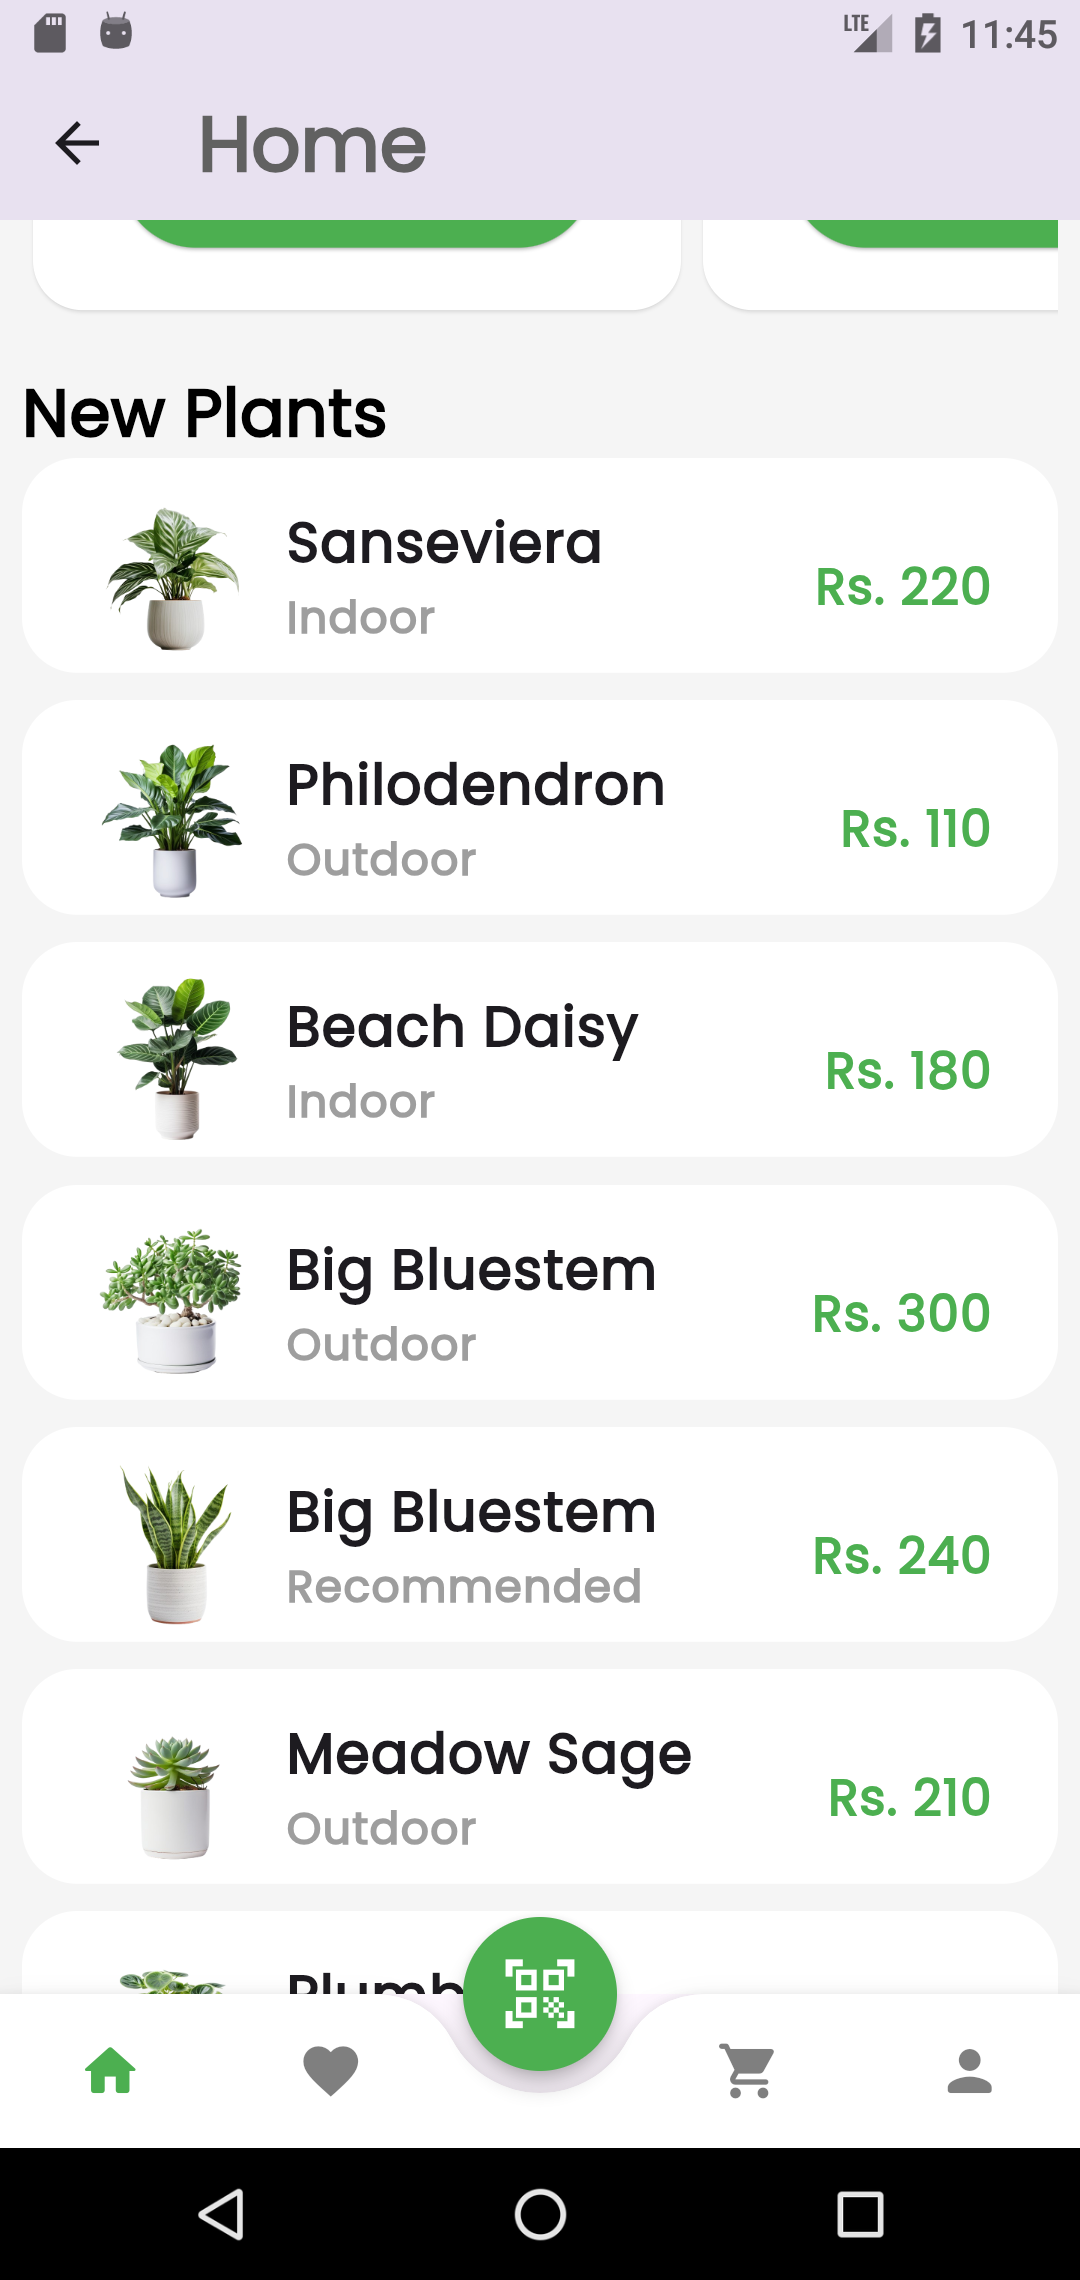 LTE 11:45
Home
New Plants
Sanseviera
Indoor
Rs. 220
Philodendron
Outdoor
Rs. 110
Beach Daisy
Indoor
Rs. 180
Big Bluestem
Outdoor
Rs. 300
Big Bluestem
Recommended
Rs. 240
Meadow Sage
Outdoor
Rs. 210